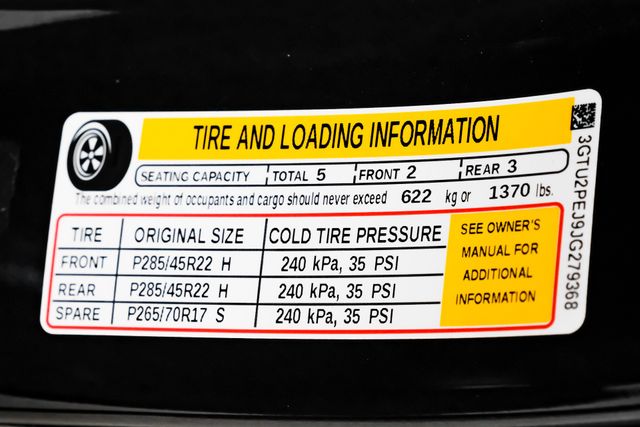 TIRE AND LOADING INFORMATION
SEATING CAPACITY TOTAL 5 FRONT 2 REAR 3
The combined weight of occupants and cargo should never exceed 622 kg or 1370 lbs.
TIRE ORIGINAL SIZE COLD TIRE PRESSURE
FRONT P285/45R22 H 240 kPa, 35 PSI
REAR P285/45R22 H 240 kPa, 35 PSI
SPARE P265/70R17 S 240 kPa, 35 PSI
SEE OWNER'S
MANUAL FOR
ADDITIONAL
INFORMATION
3GTU2PEJ91G279368